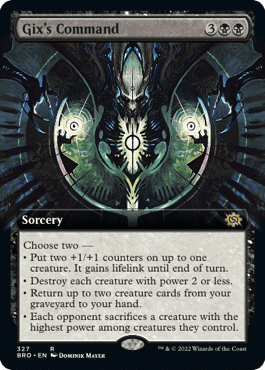 Gix's Command 3
Sorcery
Choose two —
• Put two +1/+1 counters on up to one
creature. It gains lifelink until end of turn.
• Destroy each creature with power 2 or less.
• Return up to two creature cards from your
graveyard to your hand.
• Each opponent sacrifices a creature with the
highest power among creatures they control.
327 R
BRO • EN Dominik Mayer ™ & © 2022 Wizards of the Coast